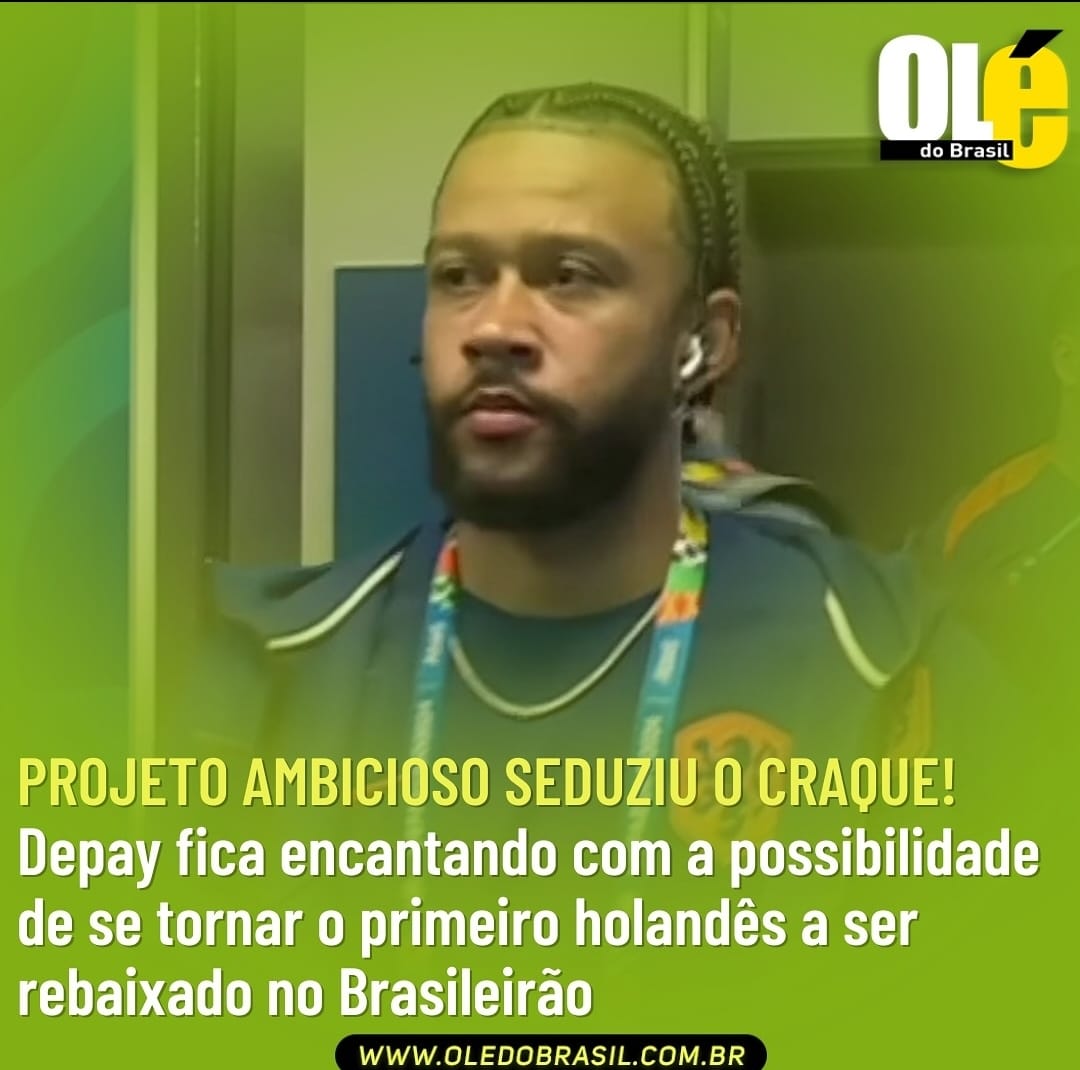 OLé
do Brasil
PROJETO AMBICIOSO SEDUZIU O CRAQUE!
Depay fica encantando com a possibilidade
de se tornar o primeiro holandês a ser
rebaixado no Brasileirão
WWW.OLEDOBRASIL.COM.BR